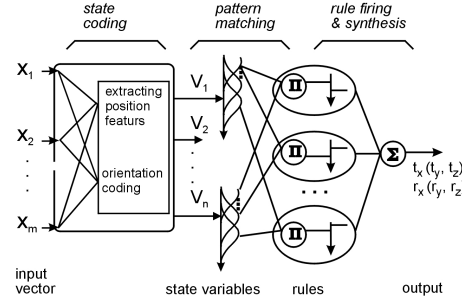 state
coding
pattern
matching
rule firing
& synthesis
X1
X2
Xm
extracting
position
featurs
orientation
coding
V1
V2
Vn
Π
Π
Π
Σ
tx (ty, tz)
rx (ry, rz
input
vector
state variables
rules
output